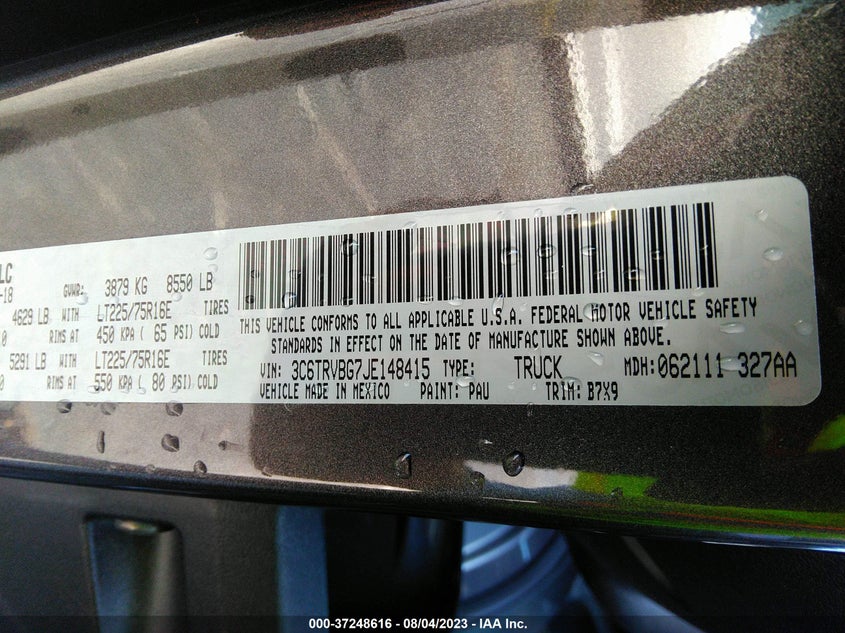 LC
-18 GVWR: 3879 KG 8550 LB
4629 LB WITH LT225/75R16E TIRES
RIMS AT 450 KPA ( 65 PSI) COLD
5291 LB WITH LT225/75R16E TIRES
RIMS AT 550 KPA ( 80 PSI) COLD
THIS VEHICLE CONFORMS TO ALL APPLICABLE U.S.A. FEDERAL MOTOR VEHICLE SAFETY
STANDARDS IN EFFECT ON THE DATE OF MANUFACTURE SHOWN ABOVE.
VIN: 3C6TRVBG7JE148415 TYPE: TRUCK MDH: 062111 327AA
VEHICLE MADE IN MEXICO PAINT: PAU TRIM: B7X9
000-37248616 - 08/04/2023 - IAA Inc.